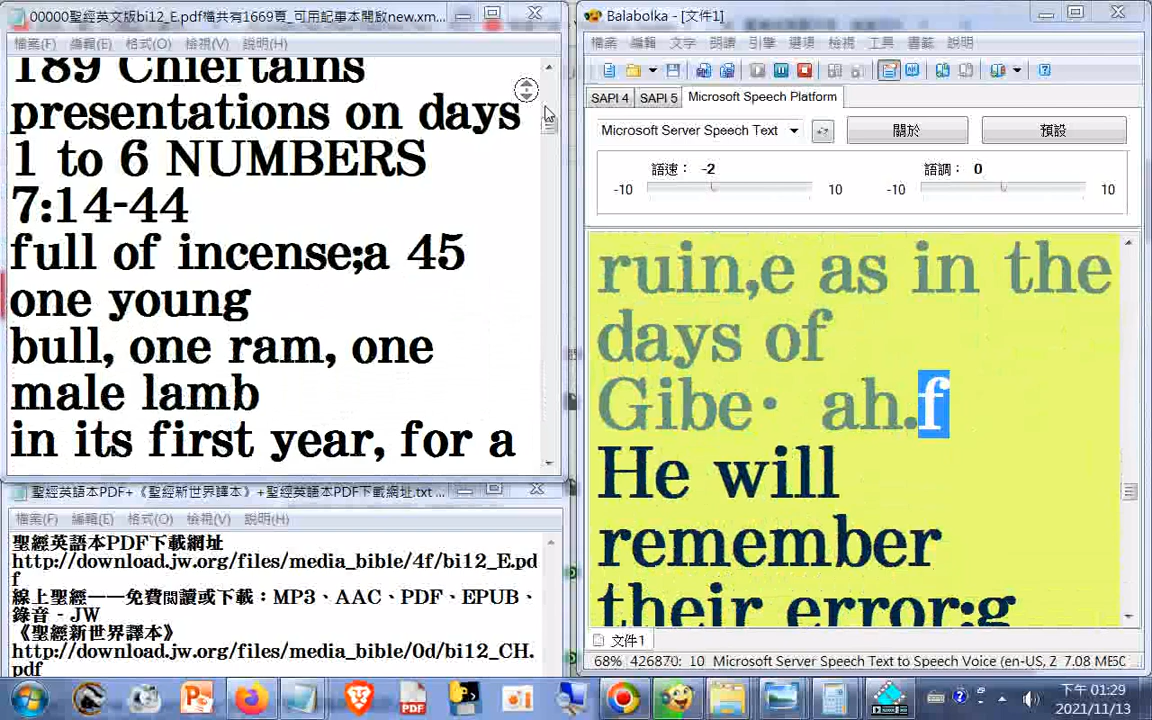 00000聖經英文版bi12_E.pdf檔共有1669頁_可用記事本開啟new.xm...
檔案(F) 編輯(E) 格式(O) 檢視(V) 說明(H)
189 Chieftains
presentations on days
1 to 6 NUMBERS
7:14-44
full of incense;a 45
one young
bull, one ram, one
male lamb
in its first year, for a
聖經英語本PDF+《聖經新世界譯本》+聖經英語本PDF下載網址.txt ...
檔案(F) 編輯(E) 格式(O) 檢視(V) 說明(H)
聖經英語本PDF下載網址
http://download.jw.org/files/media_bible/4f/bi12_E.pd
f
線上聖經——免費閱讀或下載：MP3、AAC、PDF、EPUB、
錄音 - JW
《聖經新世界譯本》
http://download.jw.org/files/media_bible/0d/bi12_CH.
pdf
Balabolka - [文件1]
檔案 編輯 文字 朗讀 引擎 選項 檢視 工具 書籤 說明
SAPI 4 SAPI 5 Microsoft Speech Platform
Microsoft Server Speech Text 關於 預設
語速： -2 語調： 0
-10 10 -10 10
ruin,e as in the
days of
Gibe· ah.f
He will
remember
their error;g
文件1
68% 426870: 10 Microsoft Server Speech Text to Speech Voice (en-US, Z 7.08 ME
PDF
下午 01:29
2021/11/13